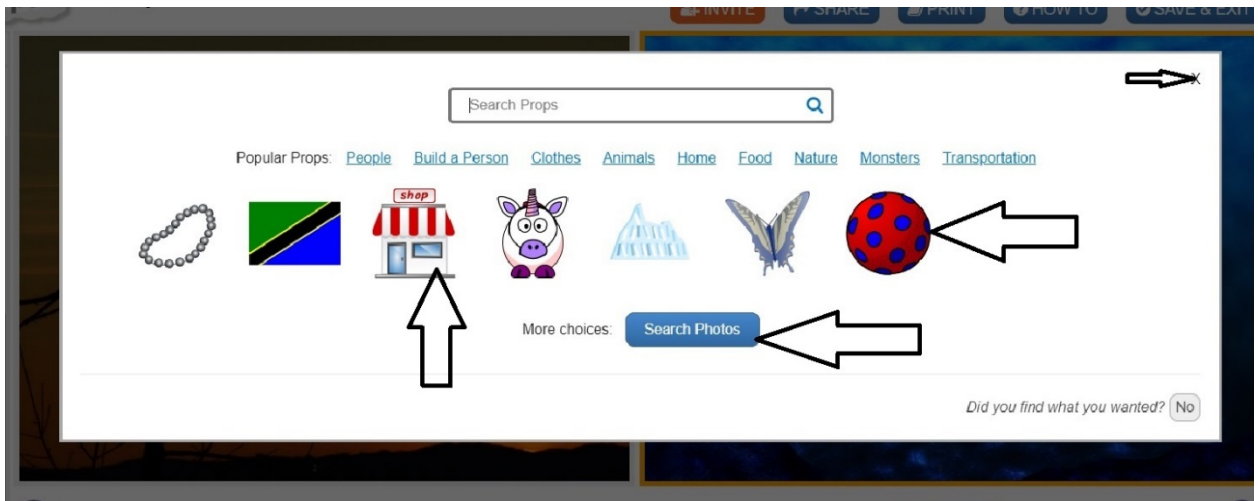 INVITE SHARE PRINT HOW TO SAVE & EXIT
X
Search Props
Popular Props: People Build a Person Clothes Animals Home Food Nature Monsters Transportation
shop
More choices: Search Photos
Did you find what you wanted? No